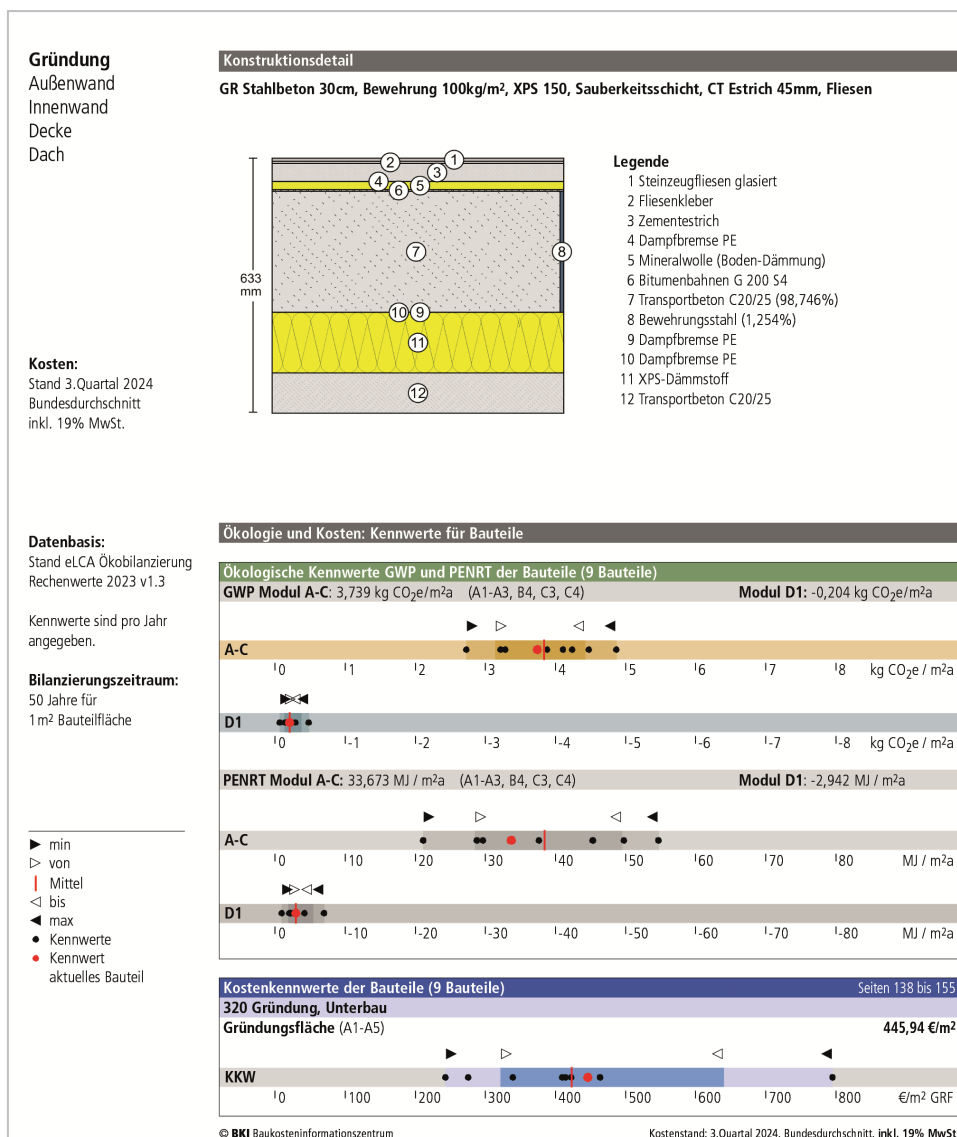 Gründung
Außenwand
Innenwand
Decke
Dach
Konstruktionsdetail
GR Stahlbeton 30cm, Bewehrung 100kg/m², XPS 150, Sauberkeitsschicht, CT Estrich 45mm, Fliesen
1
2
3
4
5
6
7
8
633
mm
10
9
11
12
Legende
1 Steinzeugfliesen glasiert
2 Fliesenkleber
3 Zementestrich
4 Dampfbremse PE
5 Mineralwolle (Boden-Dämmung)
6 Bitumenbahnen G 200 S4
7 Transportbeton C20/25 (98,746%)
8 Bewehrungsstahl (1,254%)
9 Dampfbremse PE
10 Dampfbremse PE
11 XPS-Dämmstoff
12 Transportbeton C20/25
Kosten:
Stand 3.Quartal 2024
Bundesdurchschnitt
inkl. 19% MwSt.
Datenbasis:
Stand eLCA Ökobilanzierung
Rechenwerte 2023 v1.3
Kennwerte sind pro Jahr
angegeben.
Bilanzierungszeitraum:
50 Jahre für
1m² Bauteilfläche
▶ min
▷ von
| Mittel
◁ bis
◀ max
● Kennwerte
● Kennwert
aktuelles Bauteil
Ökologie und Kosten: Kennwerte für Bauteile
Ökologische Kennwerte GWP und PENRT der Bauteile (9 Bauteile)
GWP Modul A-C: 3,739 kg CO₂e/m²a (A1-A3, B4, C3, C4) Modul D1: -0,204 kg CO₂e/m²a
A-C
0 1 2 3 4 5 6 7 8 kg CO₂e / m²a
D1
0 -1 -2 -3 -4 -5 -6 -7 -8 kg CO₂e / m²a
PENRT Modul A-C: 33,673 MJ / m²a (A1-A3, B4, C3, C4) Modul D1: -2,942 MJ / m²a
A-C
0 10 20 30 40 50 60 70 80 MJ / m²a
D1
0 -10 -20 -30 -40 -50 -60 -70 -80 MJ / m²a
Kostenkennwerte der Bauteile (9 Bauteile) Seiten 138 bis 155
320 Gründung, Unterbau
Gründungsfläche (A1-A5) 445,94 €/m²
KKW
0 100 200 300 400 500 600 700 800 €/m² GRF
© BKI Baukosteninformationszentrum Kostenstand: 3.Quartal 2024, Bundesdurchschnitt, inkl. 19% MwSt